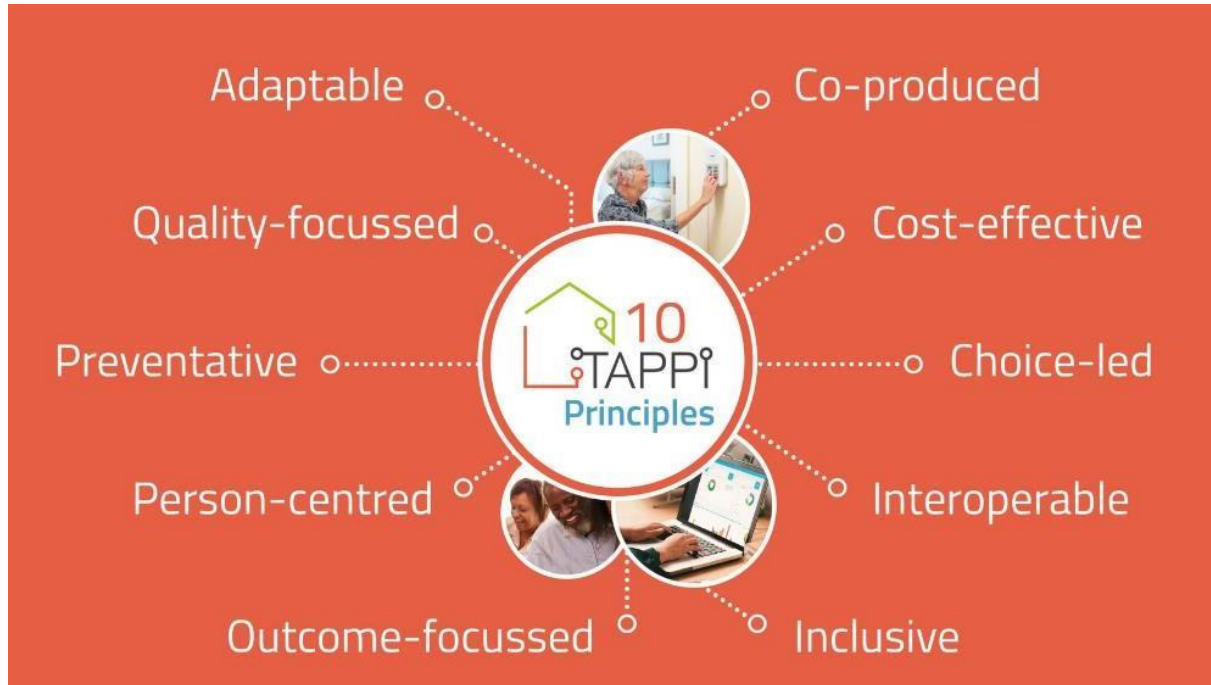 Adaptable
Co-produced
Quality-focussed
Cost-effective
10
TAPPI
Principles
Preventative
Choice-led
Person-centred
Interoperable
Outcome-focussed
Inclusive